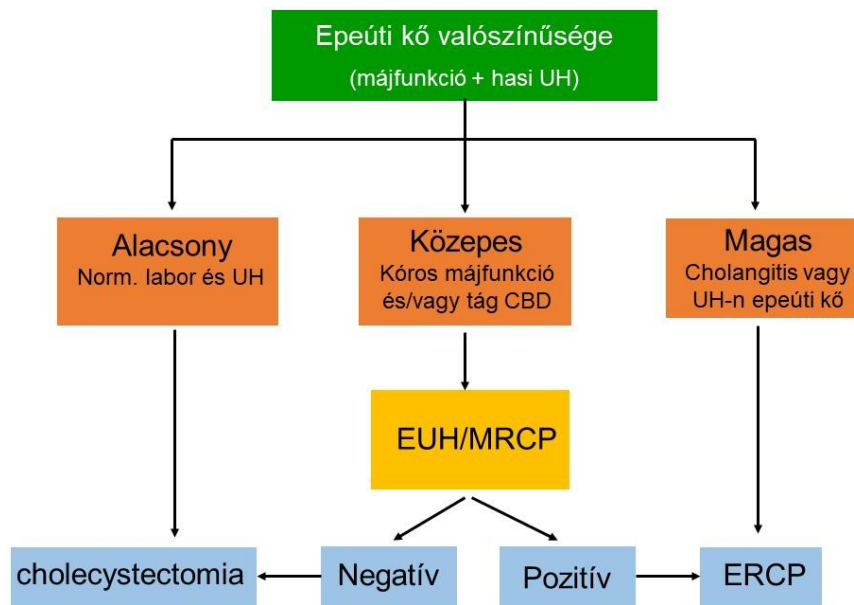 Epeúti kő valószínűsége
(májfunkció + hasi UH)
Alacsony
Norm. labor és UH
Közepes
Kóros májfunkció
és/vagy tág CBD
Magas
Cholangitis vagy
UH-n epeúti kő
EUH/MRCP
cholecystectomia
Negatív
Pozitív
ERCP